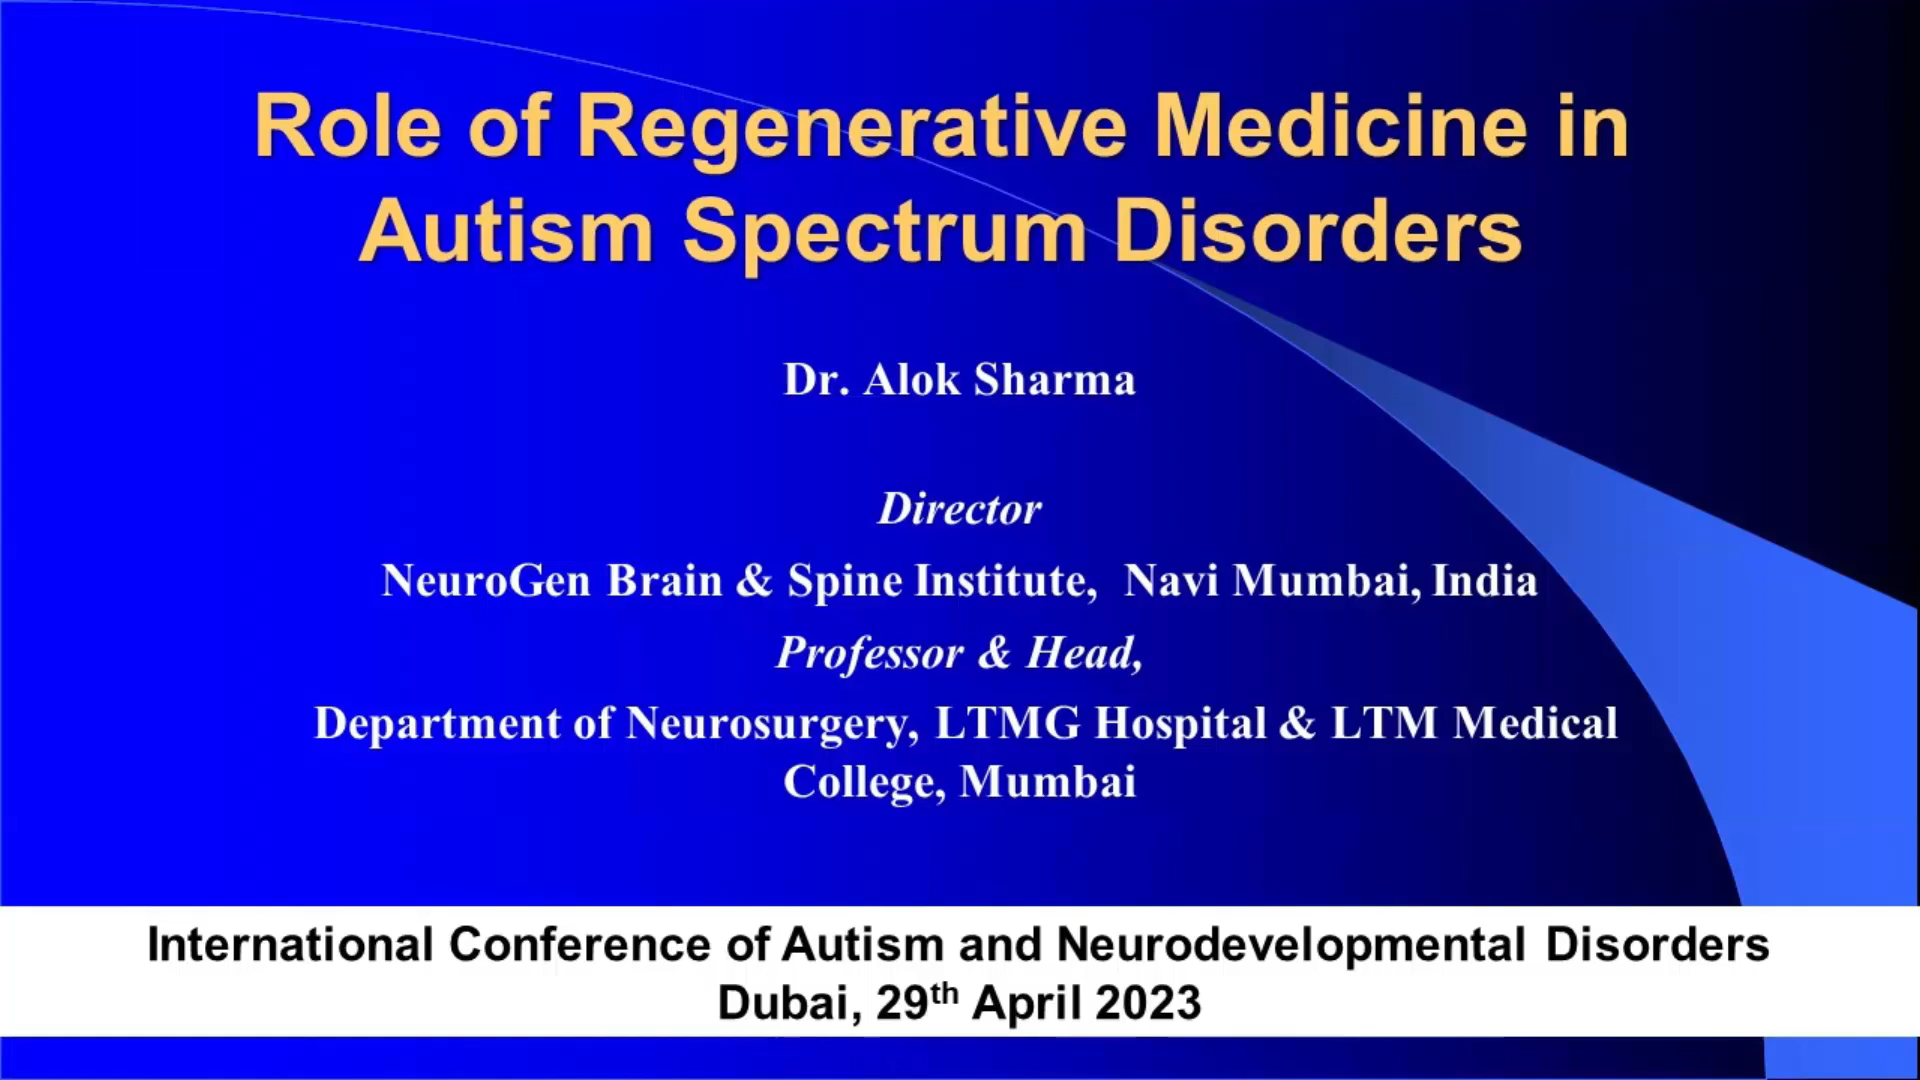 Role of Regenerative Medicine in
Autism Spectrum Disorders
Dr. Alok Sharma
Director
NeuroGen Brain & Spine Institute, Navi Mumbai, India
Professor & Head,
Department of Neurosurgery, LTMG Hospital & LTM Medical
College, Mumbai
International Conference of Autism and Neurodevelopmental Disorders
Dubai, 29th April 2023